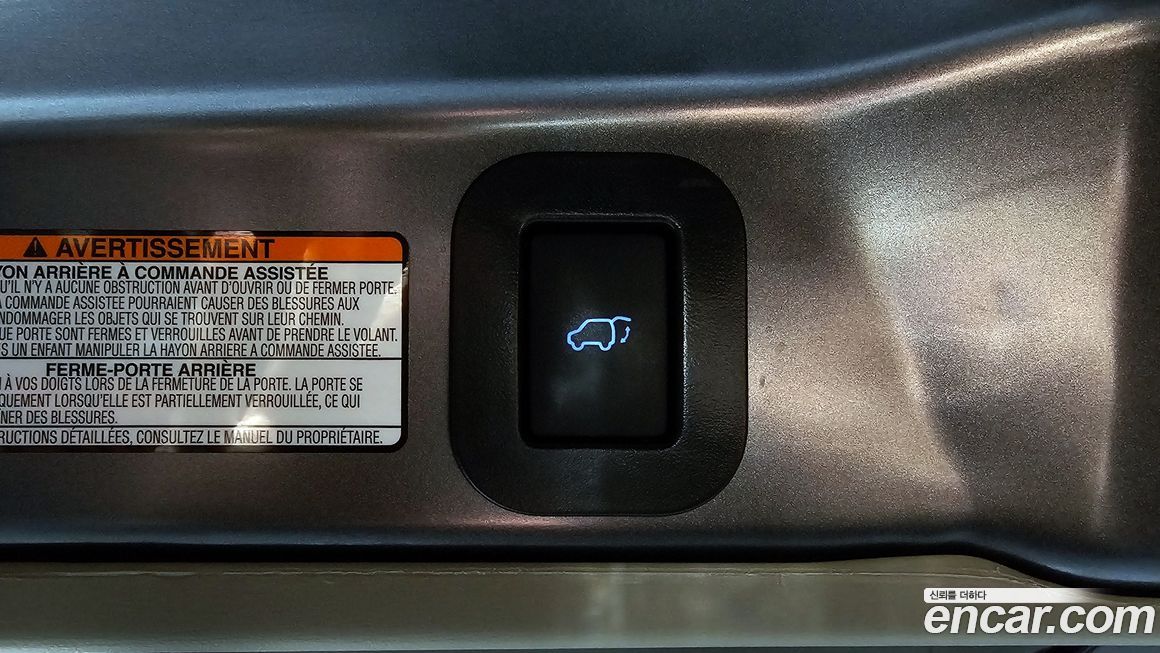 AVERTISSEMENT
YON ARRIÈRE À COMMANDE ASSISTÉE
U'IL N'Y A AUCUNE OBSTRUCTION AVANT D'OUVRIR OU DE FERMER PORTE.
A COMMANDE ASSISTEE POURRAIENT CAUSER DES BLESSURES AUX
NDOMMAGER LES OBJETS QUI SE TROUVENT SUR LEUR CHEMIN.
UE PORTE SONT FERMES ET VERROUILLES AVANT DE PRENDRE LE VOLANT.
S UN ENFANT MANIPULER LA HAYON ARRIERE A COMMANDE ASSISTEE.
FERME-PORTE ARRIÈRE
À VOS DOIGTS LORS DE LA FERMETURE DE LA PORTE. LA PORTE SE
QUEMENT LORSQU'ELLE EST PARTIELLEMENT VERROUILLÉE, CE QUI
ÎNER DES BLESSURES.
RUCTIONS DÉTAILLÉES, CONSULTEZ LE MANUEL DU PROPRIÉTAIRE.
신뢰를 더하다
encar.com